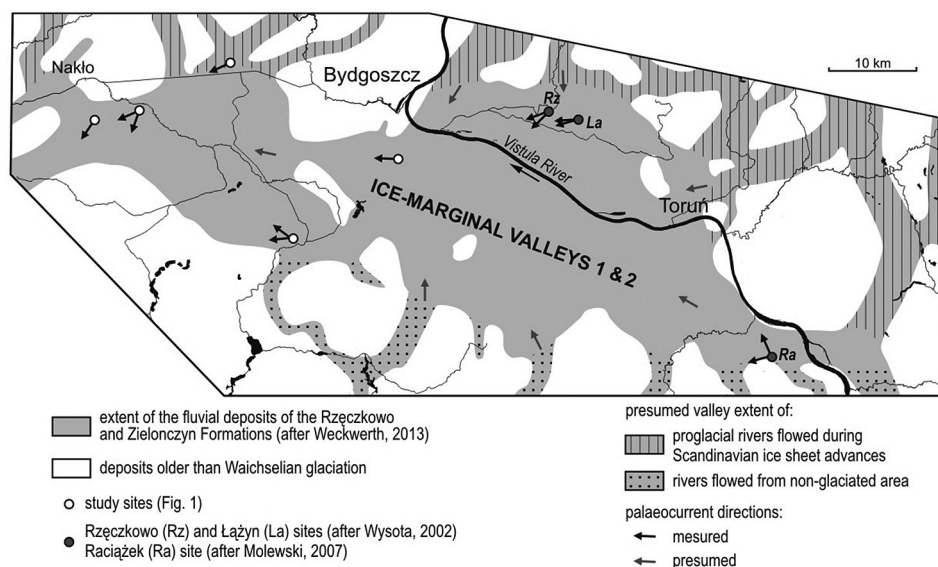 Nakło
Bydgoszcz
10 km
Rz
La
Vistula River
Toruń
ICE-MARGINAL VALLEYS 1 & 2
Ra
extent of the fluvial deposits of the Rzęczkowo
and Zielonczyn Formations (after Weckwerth, 2013)
deposits older than Waichselian glaciation
study sites (Fig. 1)
Rzęczkowo (Rz) and Łążyn (La) sites (after Wysota, 2002)
Raciążek (Ra) site (after Molewski, 2007)
presumed valley extent of:
proglacial rivers flowed during
Scandinavian ice sheet advances
rivers flowed from non-glaciated area
palaeocurrent directions:
mesured
presumed